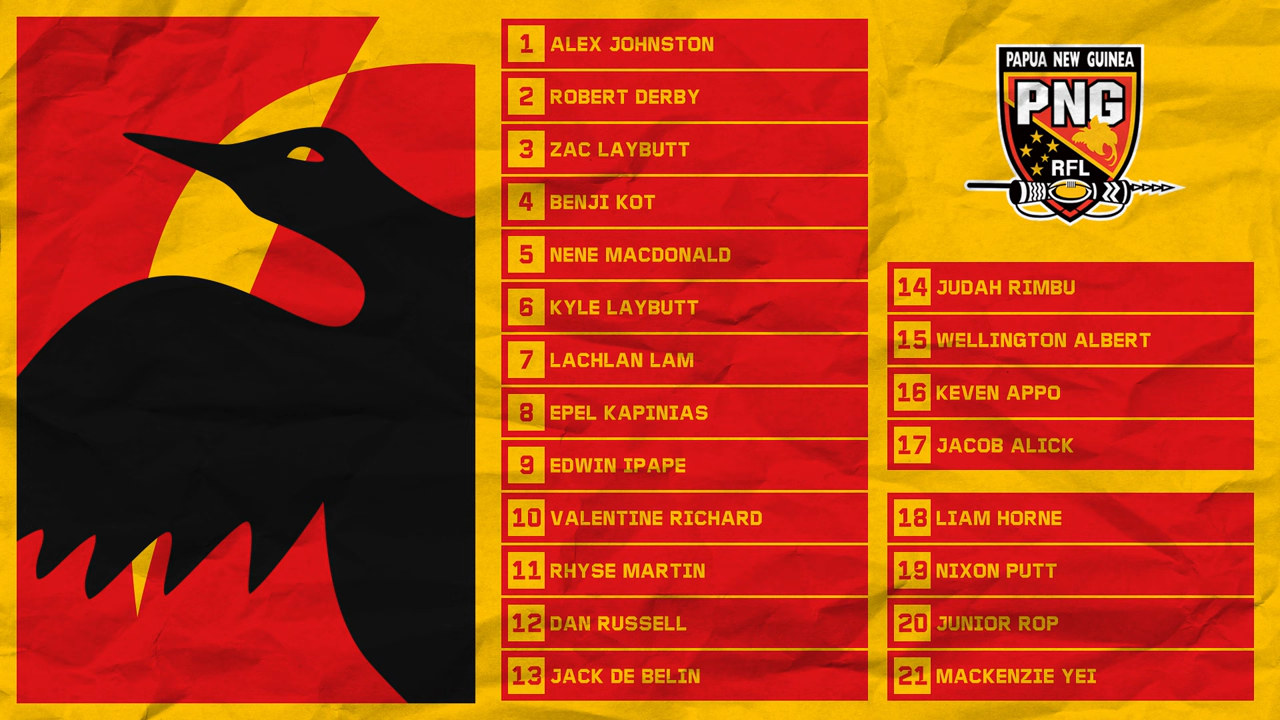 1 ALEX JOHNSTON
2 ROBERT DERBY
3 ZAC LAYBUTT
4 BENJI KOT
5 NENE MACDONALD
6 KYLE LAYBUTT
7 LACHLAN LAM
8 EPEL KAPINIAS
9 EDWIN IPAPE
10 VALENTINE RICHARD
11 RHYSE MARTIN
12 DAN RUSSELL
13 JACK DE BELIN
PAPUA NEW GUINEA
PNG
RFL
14 JUDAH RIMBU
15 WELLINGTON ALBERT
16 KEVEN APPO
17 JACOB ALICK
18 LIAM HORNE
19 NIXON PUTT
20 JUNIOR ROP
21 MACKENZIE YEI